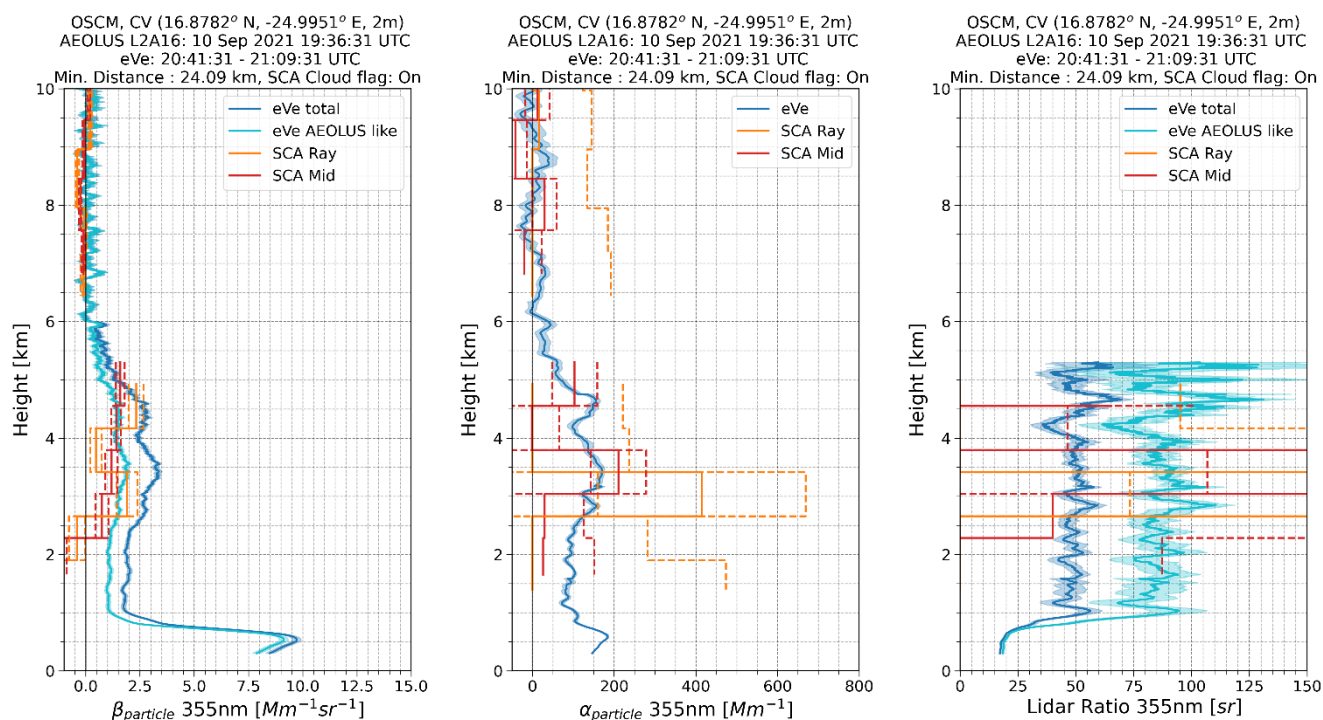 OSCM, CV (16.8782° N, -24.9951° E, 2m)
AEOLUS L2A16: 10 Sep 2021 19:36:31 UTC
eVe: 20:41:31 - 21:09:31 UTC
Min. Distance : 24.09 km, SCA Cloud flag: On
eVe total
eVe AEOLUS like
SCA Ray
SCA Mid
Height [km]
10
8
6
4
2
0
0.0 2.5 5.0 7.5 10.0 12.5 15.0
βparticle 355nm [Mm⁻¹sr⁻¹]
OSCM, CV (16.8782° N, -24.9951° E, 2m)
AEOLUS L2A16: 10 Sep 2021 19:36:31 UTC
eVe: 20:41:31 - 21:09:31 UTC
Min. Distance : 24.09 km, SCA Cloud flag: On
eVe
SCA Ray
SCA Mid
Height [km]
10
8
6
4
2
0
0 200 400 600 800
αparticle 355nm [Mm⁻¹]
OSCM, CV (16.8782° N, -24.9951° E, 2m)
AEOLUS L2A16: 10 Sep 2021 19:36:31 UTC
eVe: 20:41:31 - 21:09:31 UTC
Min. Distance : 24.09 km, SCA Cloud flag: On
eVe total
eVe AEOLUS like
SCA Ray
SCA Mid
Height [km]
10
8
6
4
2
0
0 25 50 75 100 125 150
Lidar Ratio 355nm [sr]